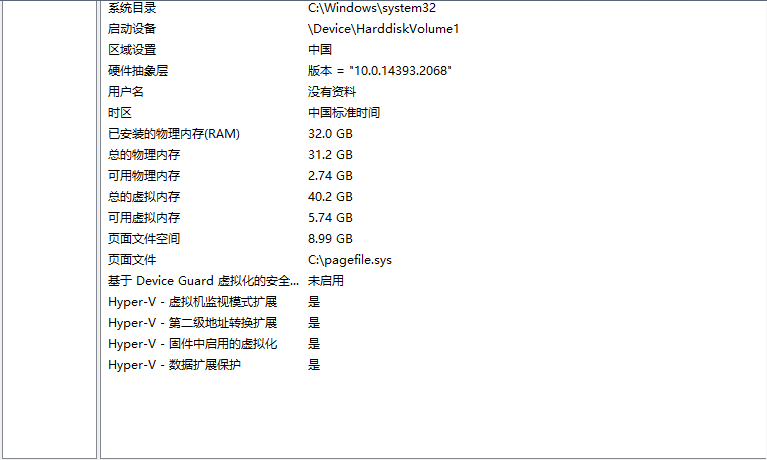 系统目录 C:\Windows\system32
启动设备 \Device\HarddiskVolume1
区域设置 中国
硬件抽象层 版本 = "10.0.14393.2068"
用户名 没有资料
时区 中国标准时间
已安装的物理内存(RAM) 32.0 GB
总的物理内存 31.2 GB
可用物理内存 2.74 GB
总的虚拟内存 40.2 GB
可用虚拟内存 5.74 GB
页面文件空间 8.99 GB
页面文件 C:\pagefile.sys
基于 Device Guard 虚拟化的安全... 未启用
Hyper-V - 虚拟机监视模式扩展 是
Hyper-V - 第二级地址转换扩展 是
Hyper-V - 固件中启用的虚拟化 是
Hyper-V - 数据扩展保护 是